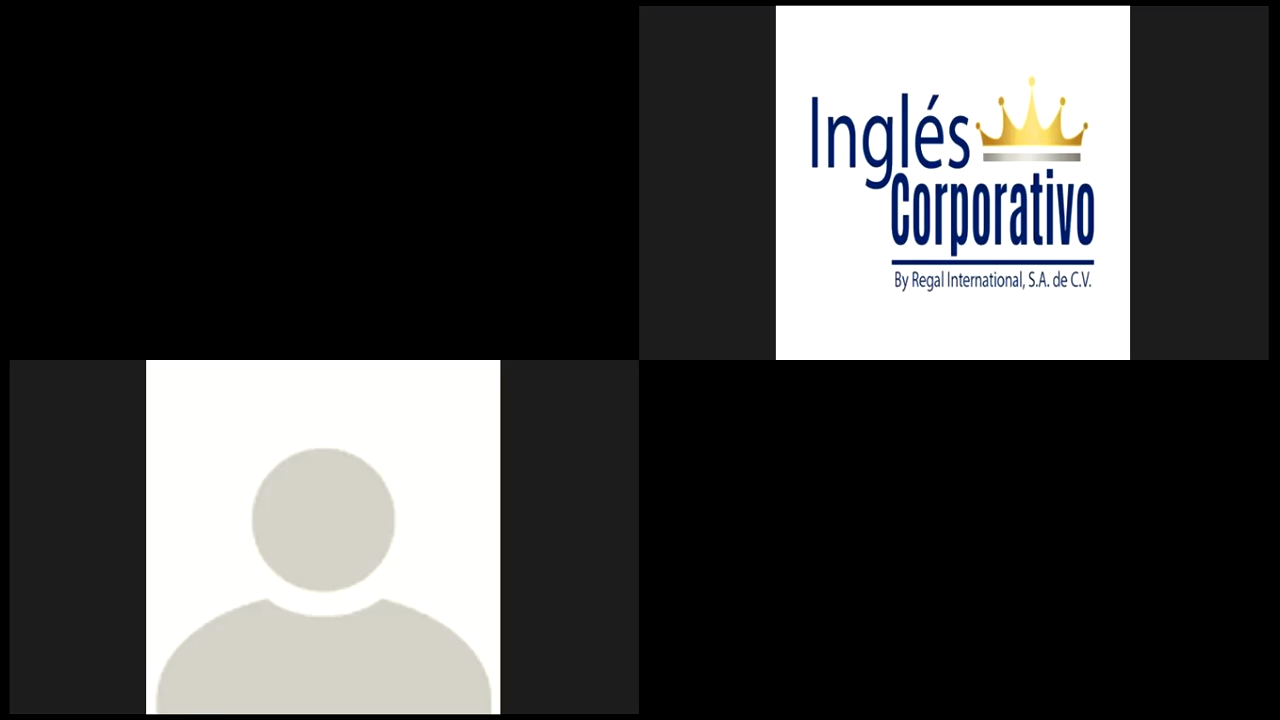 Inglés
Corporativo
By Regal International, S.A. de C.V.